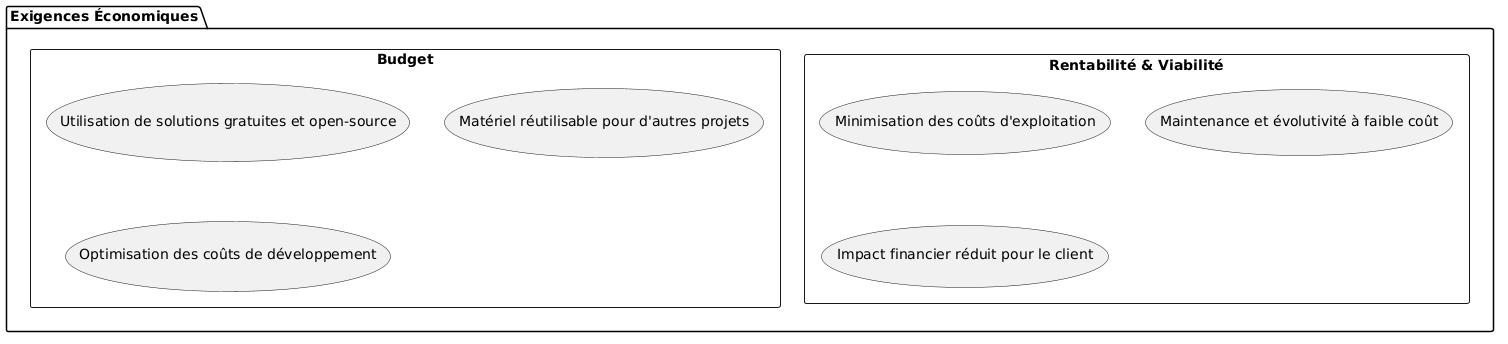 Exigences Économiques
Budget
Utilisation de solutions gratuites et open-source
Matériel réutilisable pour d'autres projets
Optimisation des coûts de développement
Rentabilité & Viabilité
Minimisation des coûts d'exploitation
Maintenance et évolutivité à faible coût
Impact financier réduit pour le client